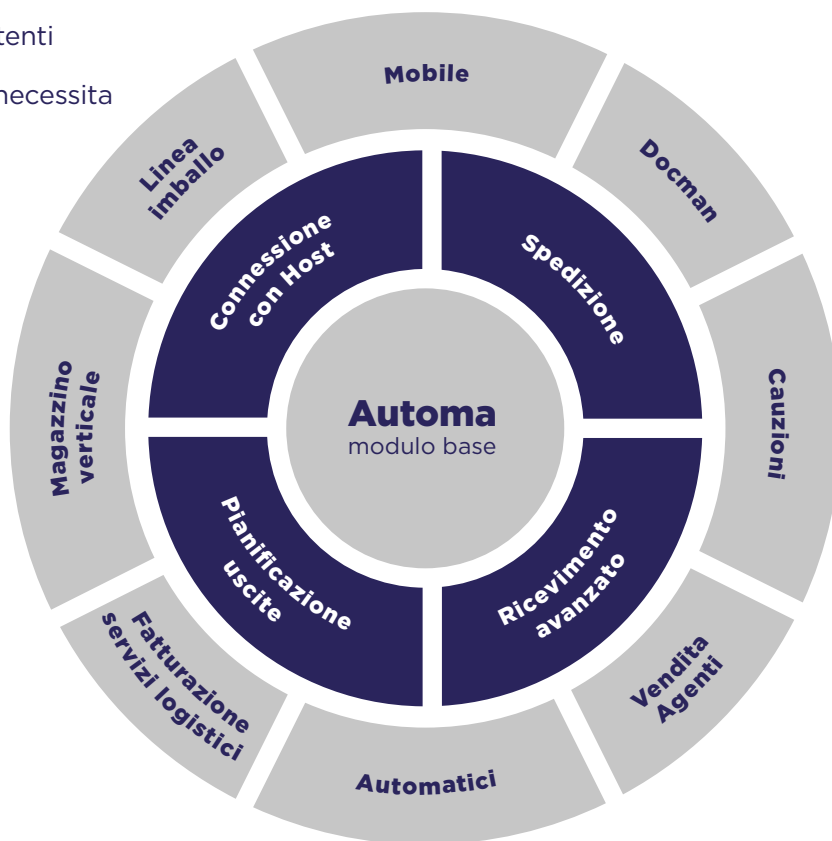 tenti
necessita
Mobile
Docman
Cauzioni
Vendita
Agenti
Automatici
Fatturazione
servizi logistici
Magazzino
verticale
Linea
imballo
Connessione
con Host
Spedizione
Ricevimento
avanzato
Pianificazione
uscite
Automa
modulo base